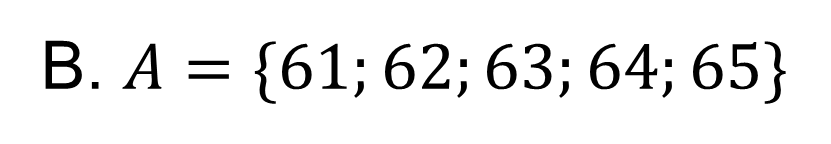 B. A = {61; 62; 63; 64; 65}